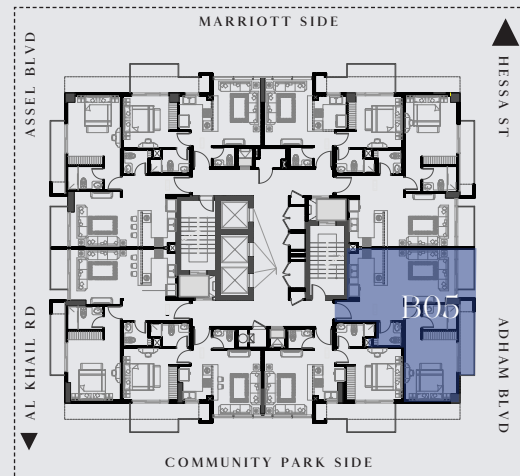 MARRIOTT SIDE
ASSEL BLVD
HESSA ST
B05
AL KHAIL RD
ADHAM BLVD
COMMUNITY PARK SIDE